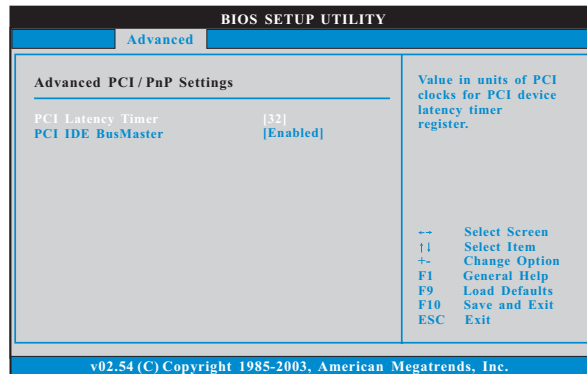 BIOS SETUP UTILITY
Advanced
Advanced PCI / PnP Settings
PCI Latency Timer [32]
PCI IDE BusMaster [Enabled]
Value in units of PCI
clocks for PCI device
latency timer
register.
←→ Select Screen
↑↓ Select Item
+- Change Option
F1 General Help
F9 Load Defaults
F10 Save and Exit
ESC Exit
v02.54 (C) Copyright 1985-2003, American Megatrends, Inc.